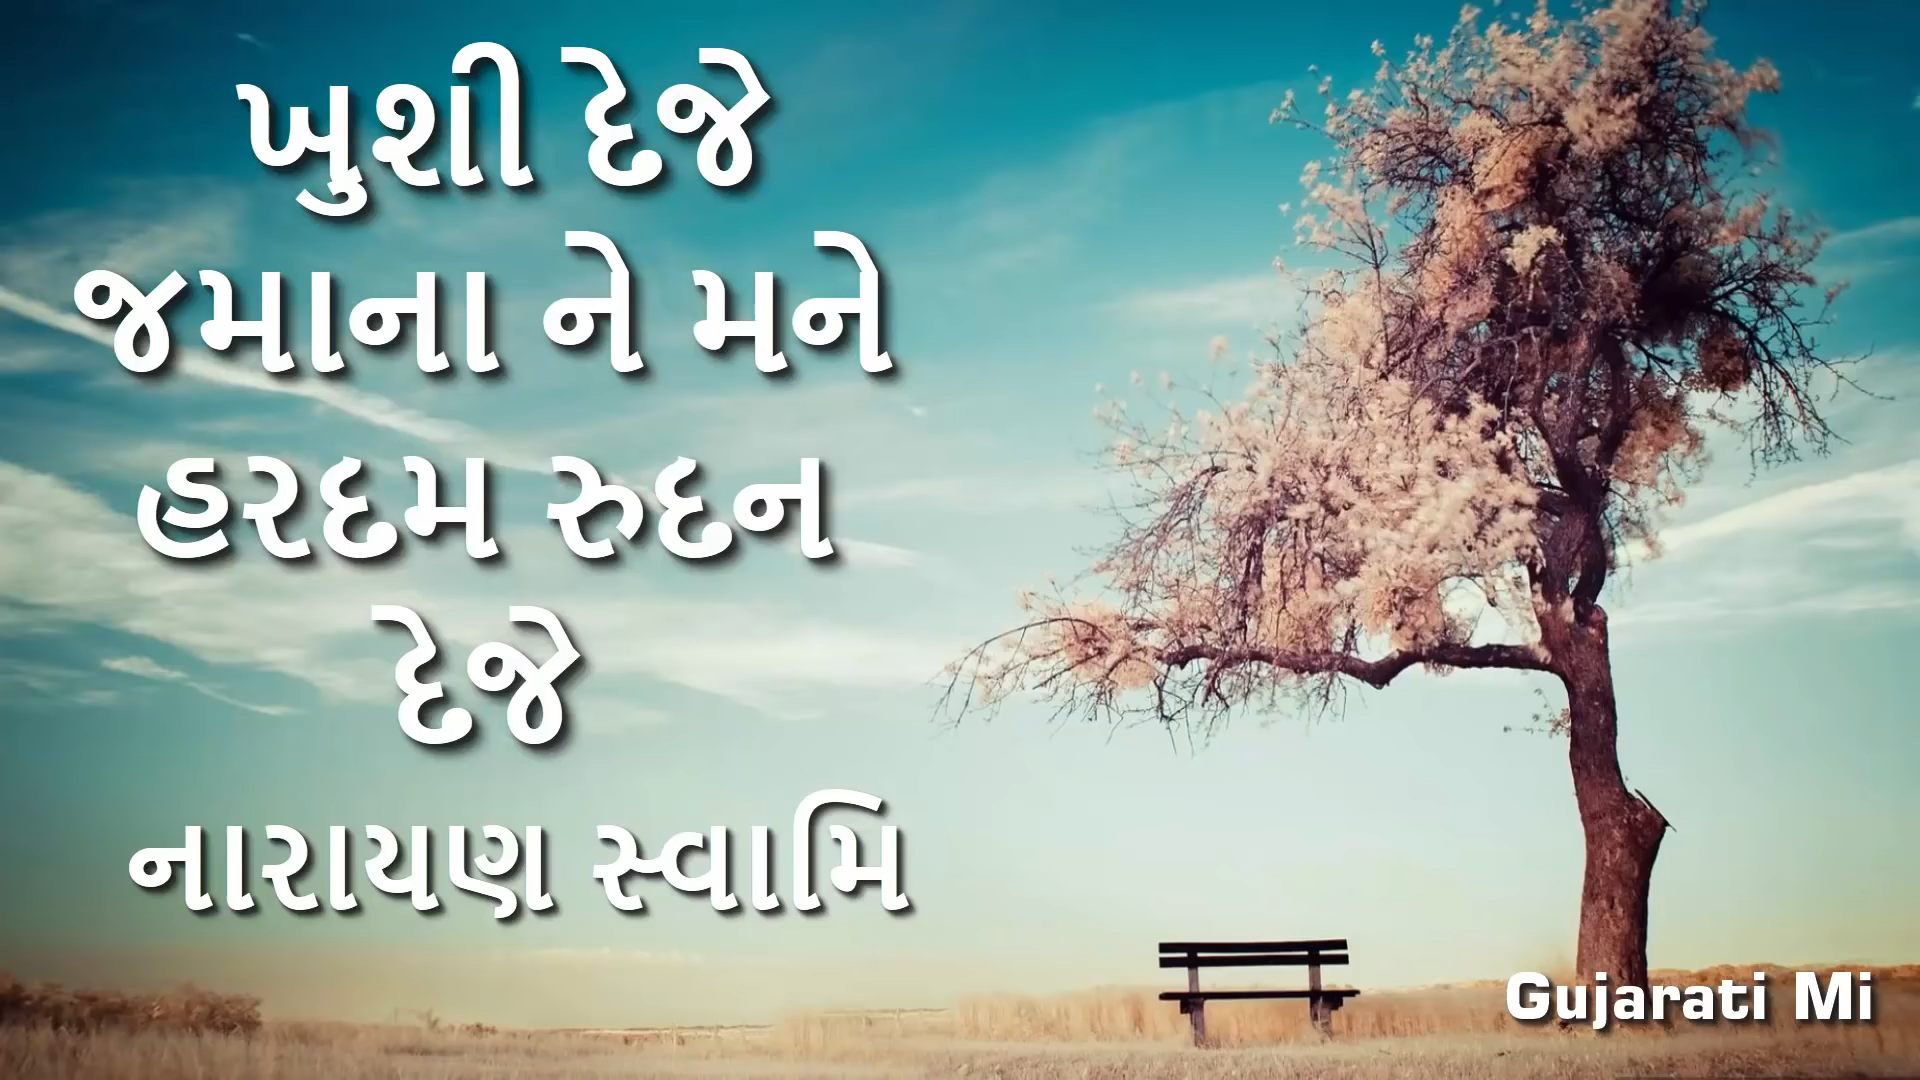 ખુશી દેજે
જમાના ને મને
હરદમ રુદન
દેજે
નારાયણ સ્વામિ
Gujarati Mi